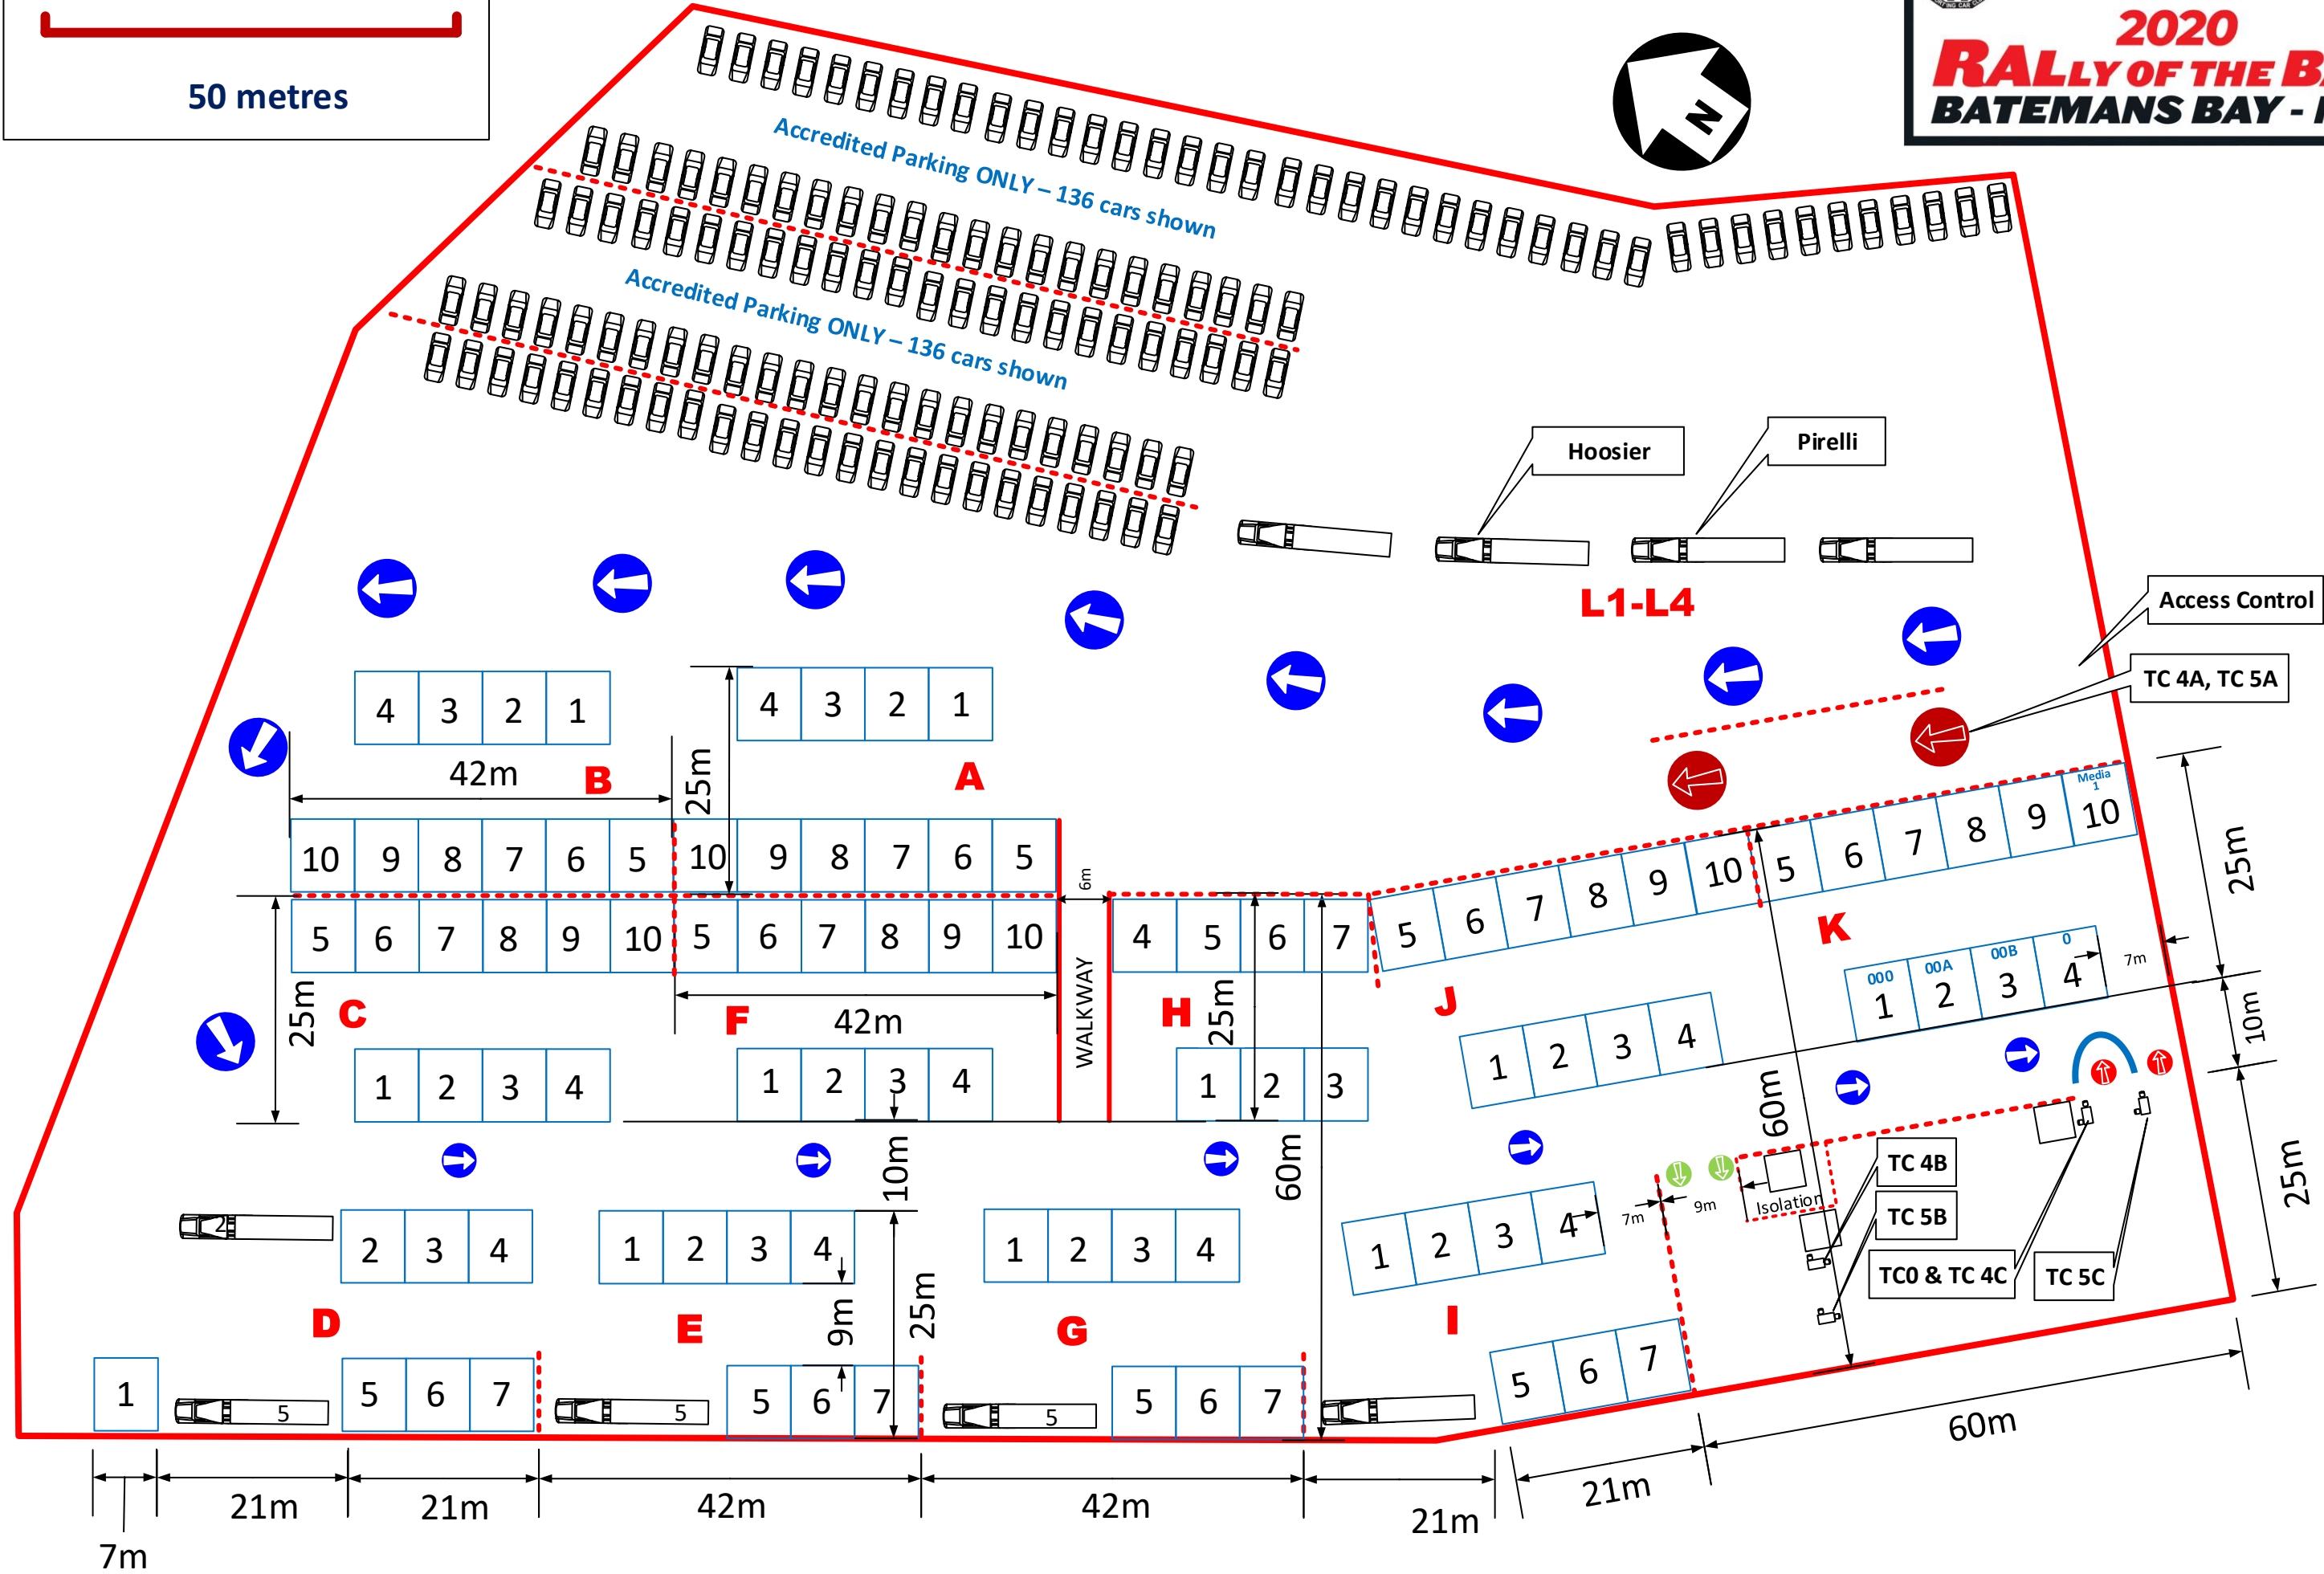 50 metres
2020
RALLY OF THE
BATEMANS BAY -
N
Accredited Parking ONLY – 136 cars shown
Accredited Parking ONLY – 136 cars shown
Hoosier
Pirelli
L1-L4
Access Control
TC 4A, TC 5A
4 3 2 1
4 3 2 1
42m
B
25m
A
10 9 8 7 6 5
10 9 8 7 6 5
6m
5 6 7 8 9 10
5 6 7 8 9 10
4 5 6 7
5 6 7 8 9 10
5 6 7 8 9 10
Media
1
25m
K
000 00A 00B 0
1 2 3 4
7m
10m
25m
C
F
42m
WALKWAY
H
25m
J
1 2 3 4
1 2 3 4
1 2 3
1 2 3 4
60m
10m
60m
25m
TC 4B
TC 5B
Isolation
TC0 & TC 4C
TC 5C
2
2 3 4
1 2 3 4
1 2 3 4
1 2 3 4
7m
9m
D
E
9m
25m
G
I
1
5
5 6 7
5
5 6 7
5
5 6 7
5 6 7
7m
21m
21m
42m
42m
21m
21m
60m